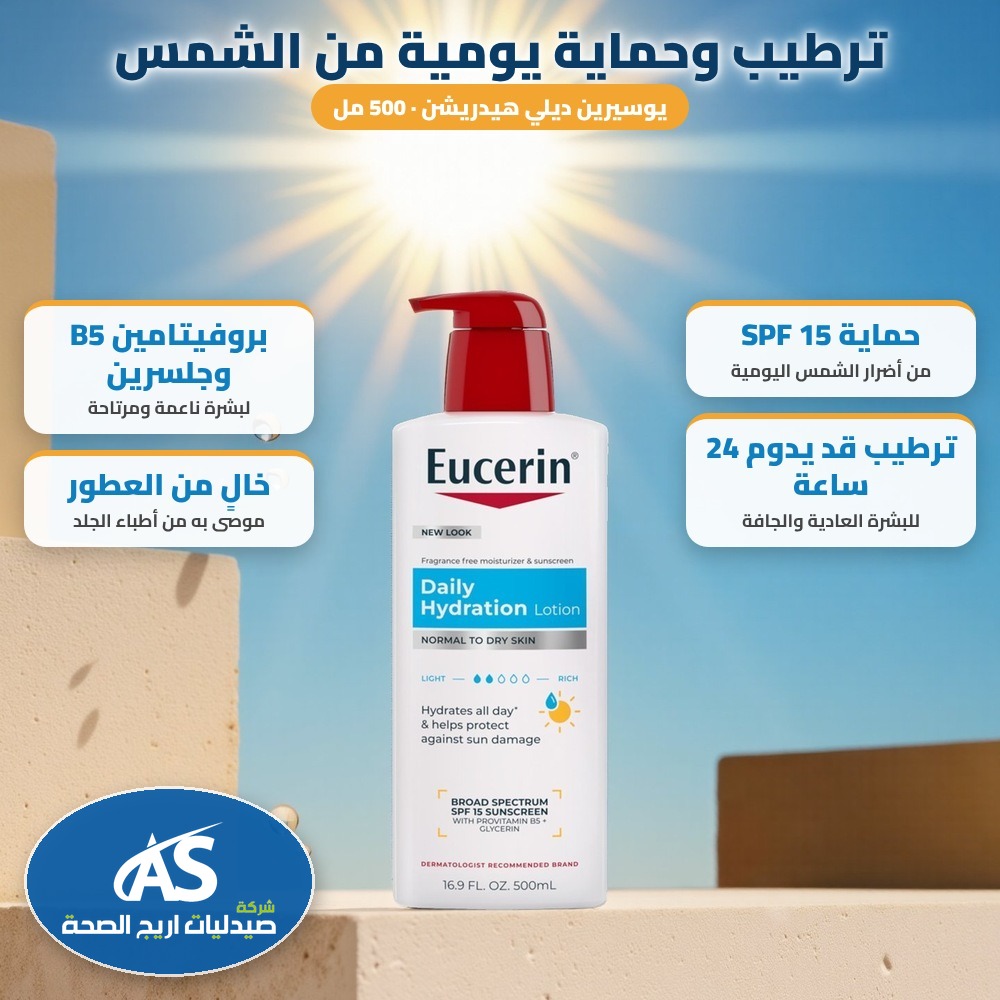 ترطيب وحماية يومية من الشمس
يوسيرين ديلي هيدريشن · 500 مل
حماية SPF 15
من أضرار الشمس اليومية
ترطيب قد يدوم 24
ساعة
للبشرة العادية والجافة
بروفيتامين B5
وجلسرين
لبشرة ناعمة ومرتاحة
خالٍ من العطور
موصى به من أطباء الجلد
Eucerin®
NEW LOOK
Fragrance free moisturizer & sunscreen
Daily
Hydration Lotion
NORMAL TO DRY SKIN
LIGHT — — RICH
Hydrates all day*
& helps protect
against sun damage
BROAD SPECTRUM
SPF 15 SUNSCREEN
WITH PROVITAMIN B5 +
GLYCERIN
DERMATOLOGIST RECOMMENDED BRAND
16.9 FL. OZ. 500mL
AS
شركة
صيدليات اريج الصحة